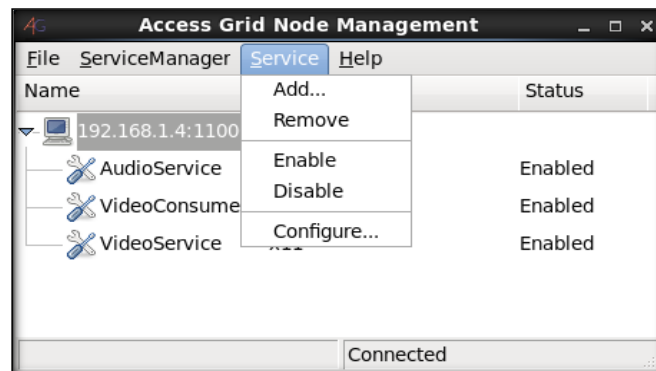 AG Access Grid Node Management
File ServiceManager Service Help
Name Status
Add...
Remove
Enable
Disable
Configure...
192.168.1.4:1100
AudioService Enabled
VideoConsume Enabled
VideoService x11 Enabled
Connected